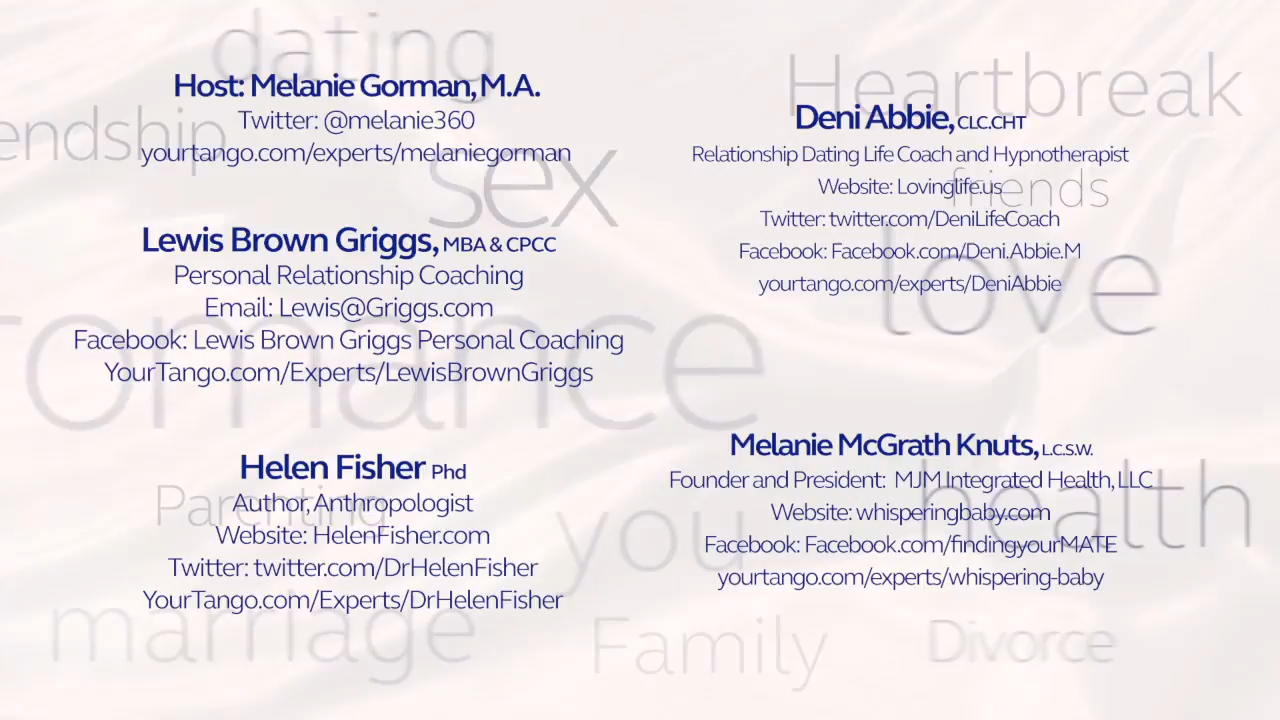 Host: Melanie Gorman, M.A.
Twitter: @melanie360
yourtango.com/experts/melaniegorman
Lewis Brown Griggs, MBA & CPCC
Personal Relationship Coaching
Email: Lewis@Griggs.com
Facebook: Lewis Brown Griggs Personal Coaching
YourTango.com/Experts/LewisBrownGriggs
Helen Fisher Phd
Author, Anthropologist
Website: HelenFisher.com
Twitter: twitter.com/DrHelenFisher
YourTango.com/Experts/DrHelenFisher
Deni Abbie, CLC.CHT
Relationship Dating Life Coach and Hypnotherapist
Website: Lovinglife.us
Twitter: twitter.com/DeniLifeCoach
Facebook: Facebook.com/Deni.Abbie.M
yourtango.com/experts/DeniAbbie
Melanie McGrath Knuts, L.C.S.W.
Founder and President: MJM Integrated Health, LLC
Website: whisperingbaby.com
Facebook: Facebook.com/findingyourMATE
yourtango.com/experts/whispering-baby
dating
Heartbreak
endship
sex
friends
love
romance
Parenting
you
health
marriage
Family
Divorce